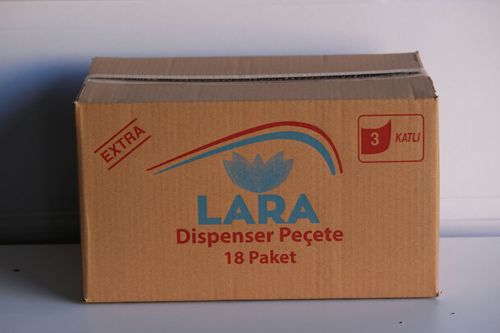 EXTRA
3 KATLI
LARA
Dispenser Peçete
18 Paket